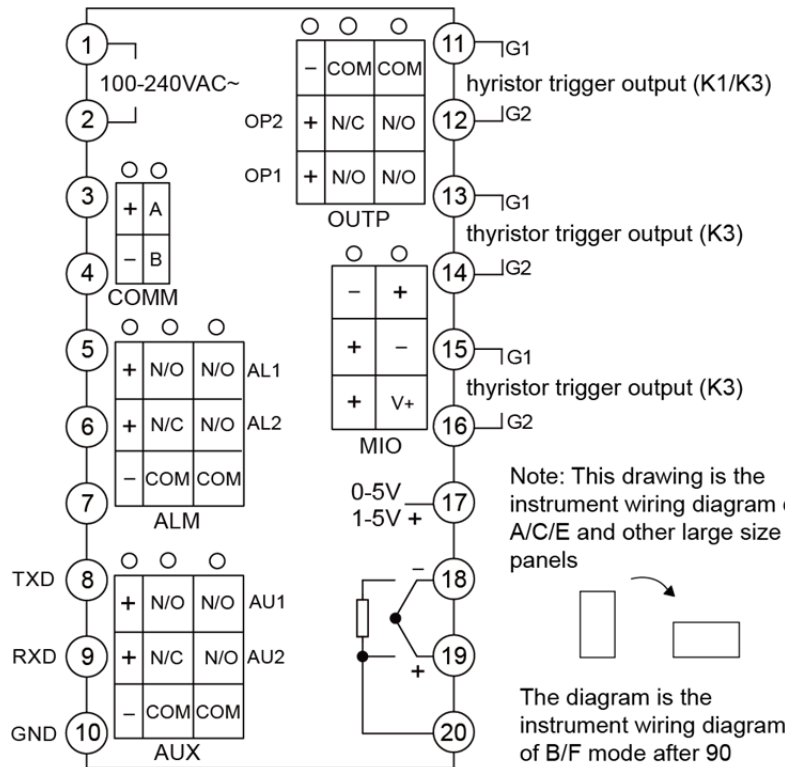 1
100-240VAC~
2
3
+ A
4
− B
COMM
5
+ N/O N/O AL1
6
+ N/C N/O AL2
7
− COM COM
ALM
TXD 8
+ N/O N/O AU1
RXD 9
+ N/C N/O AU2
GND 10
− COM COM
AUX
− COM COM
OP2 + N/C N/O
OP1 + N/O N/O
OUTP
− +
+ −
+ V+
MIO
11 G1
hyristor trigger output (K1/K3)
12 G2
13 G1
thyristor trigger output (K3)
14 G2
15 G1
thyristor trigger output (K3)
16 G2
0-5V
1-5V + 17
− 18
+ 19
20
Note: This drawing is the
instrument wiring diagram
A/C/E and other large size
panels
The diagram is the
instrument wiring diagram
of B/F mode after 90